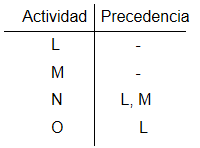 Actividad Precedencia
L -
M -
N L, M
O L